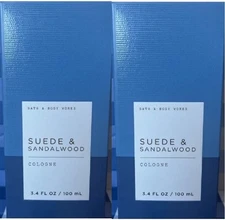 BATH & BODY WORKS
SUEDE &
SANDALWOOD
COLOGNE
3.4 FL OZ / 100 mL
BATH & BODY WORKS
SUEDE &
SANDALWOOD
COLOGNE
3.4 FL OZ / 100 mL